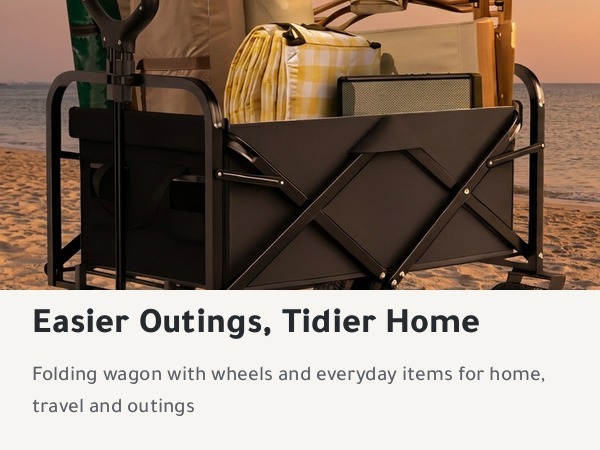 Easier Outings, Tidier Home
Folding wagon with wheels and everyday items for home,
travel and outings